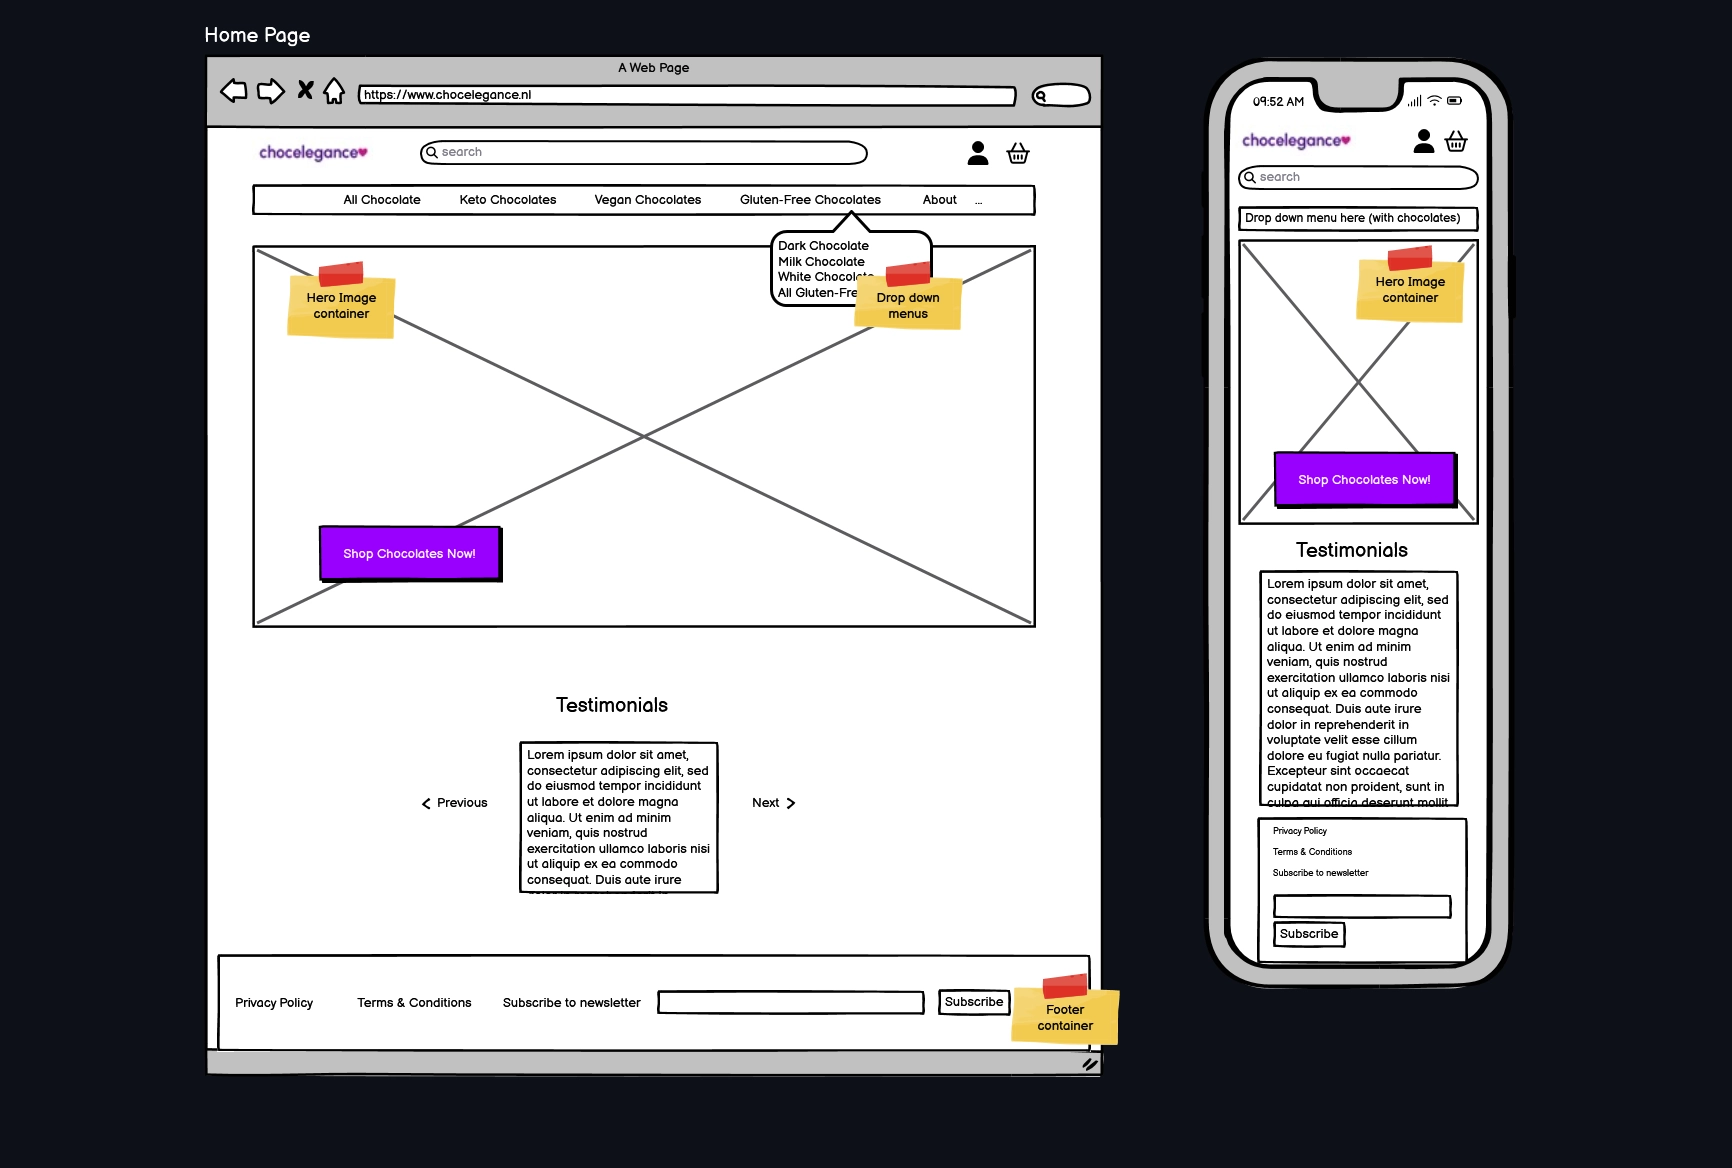 Home Page
A Web Page
https://www.chocelegance.nl
chocelegance
search
All Chocolate Keto Chocolates Vegan Chocolates Gluten-Free Chocolates About ...
Dark Chocolate
Milk Chocolate
White Chocolate
All Gluten-Fre
Hero Image
container
Drop down
menus
Shop Chocolates Now!
Testimonials
Lorem ipsum dolor sit amet,
consectetur adipiscing elit, sed
do eiusmod tempor incididunt
ut labore et dolore magna
aliqua. Ut enim ad minim
veniam, quis nostrud
exercitation ullamco laboris nisi
ut aliquip ex ea commodo
consequat. Duis aute irure
Previous
Next
Privacy Policy Terms & Conditions Subscribe to newsletter Subscribe
Footer
container
09:52 AM
chocelegance
search
Drop down menu here (with chocolates)
Hero Image
container
Shop Chocolates Now!
Testimonials
Lorem ipsum dolor sit amet,
consectetur adipiscing elit, sed
do eiusmod tempor incididunt
ut labore et dolore magna
aliqua. Ut enim ad minim
veniam, quis nostrud
exercitation ullamco laboris nisi
ut aliquip ex ea commodo
consequat. Duis aute irure
dolor in reprehenderit in
voluptate velit esse cillum
dolore eu fugiat nulla pariatur.
Excepteur sint occaecat
cupidatat non proident, sunt in
culpa qui officia deserunt mollit
Privacy Policy
Terms & Conditions
Subscribe to newsletter
Subscribe